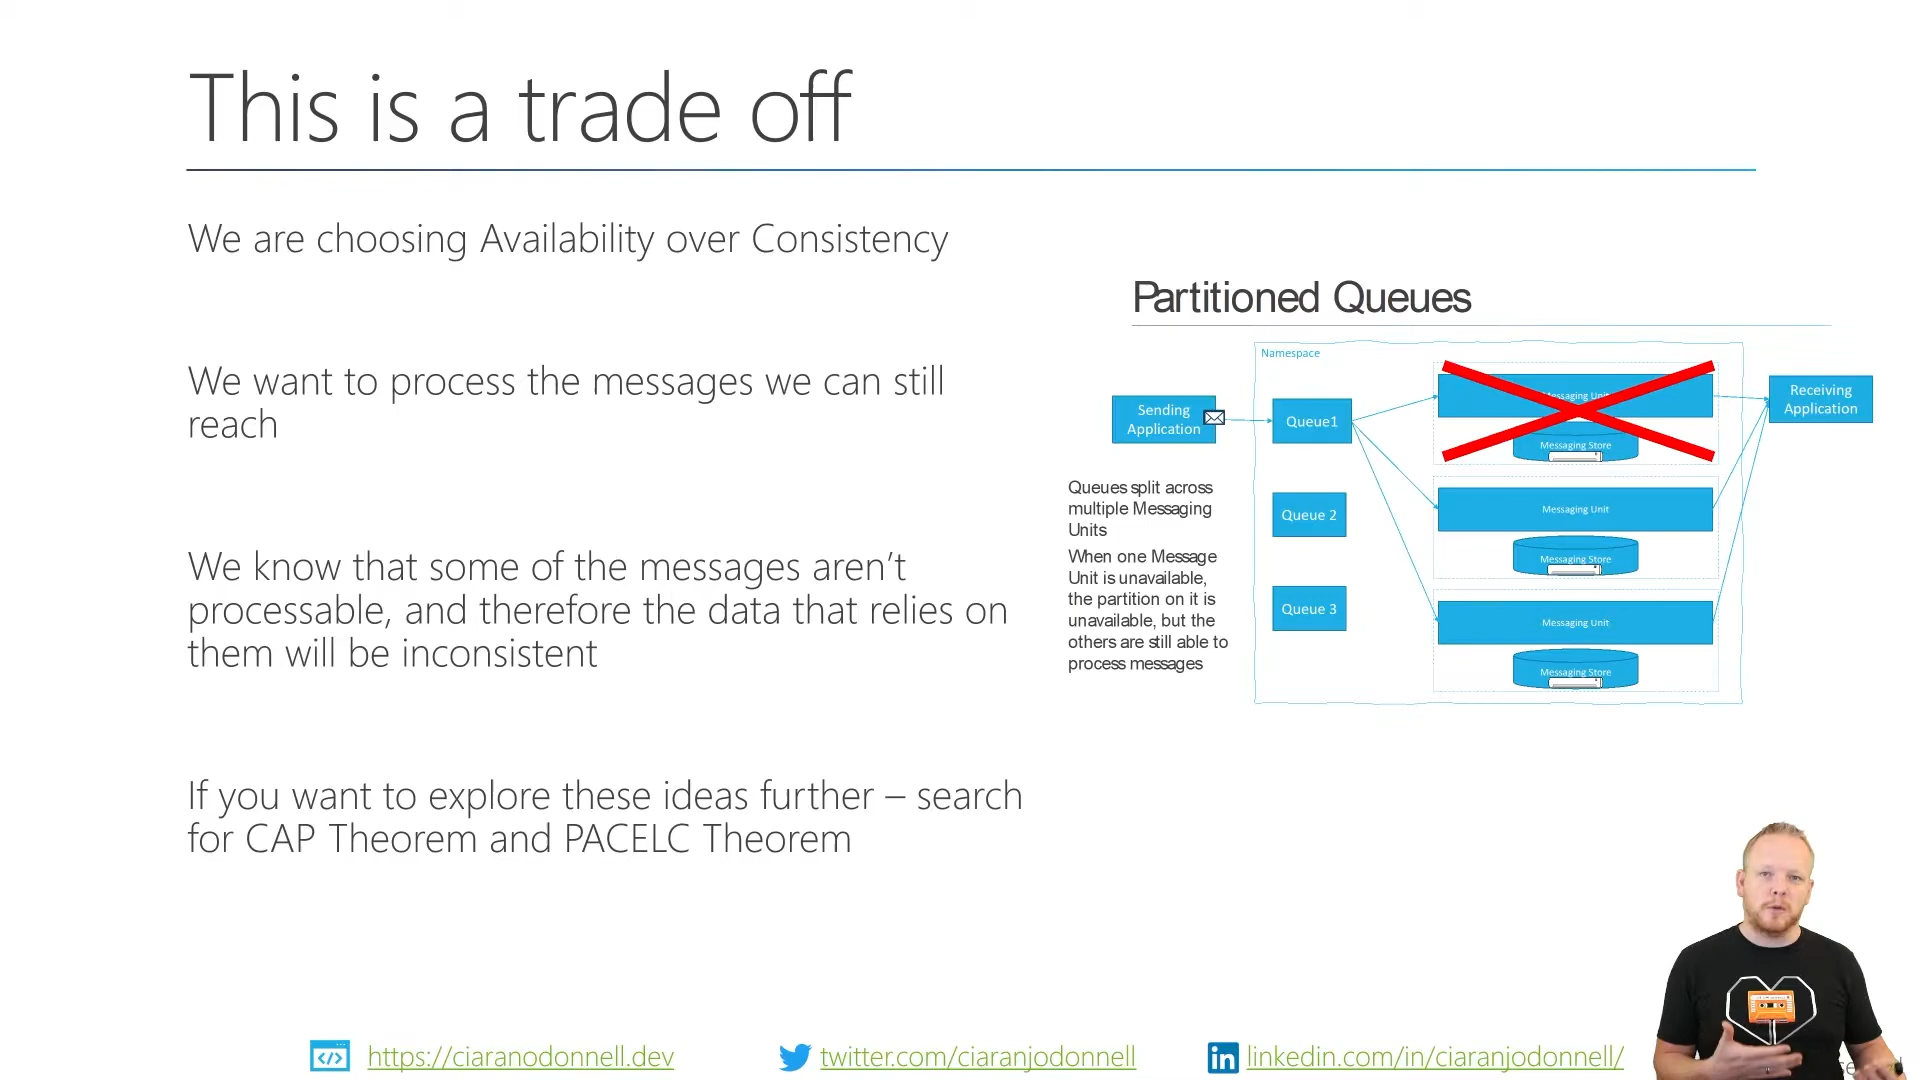 This is a trade off
We are choosing Availability over Consistency
We want to process the messages we can still
reach
We know that some of the messages aren’t
processable, and therefore the data that relies on
them will be inconsistent
If you want to explore these ideas further – search
for CAP Theorem and PACELC Theorem
Partitioned Queues
Namespace
Sending
Application
Queue1
Queue 2
Queue 3
Messaging Unit
Messaging Store
Messaging Unit
Messaging Store
Messaging Unit
Messaging Store
Receiving
Application
Queues split across
multiple Messaging
Units
When one Message
Unit is unavailable,
the partition on it is
unavailable, but the
others are still able to
process messages
https://ciaranodonnell.dev
twitter.com/ciaranjodonnell
linkedin.com/in/ciaranjodonnell/